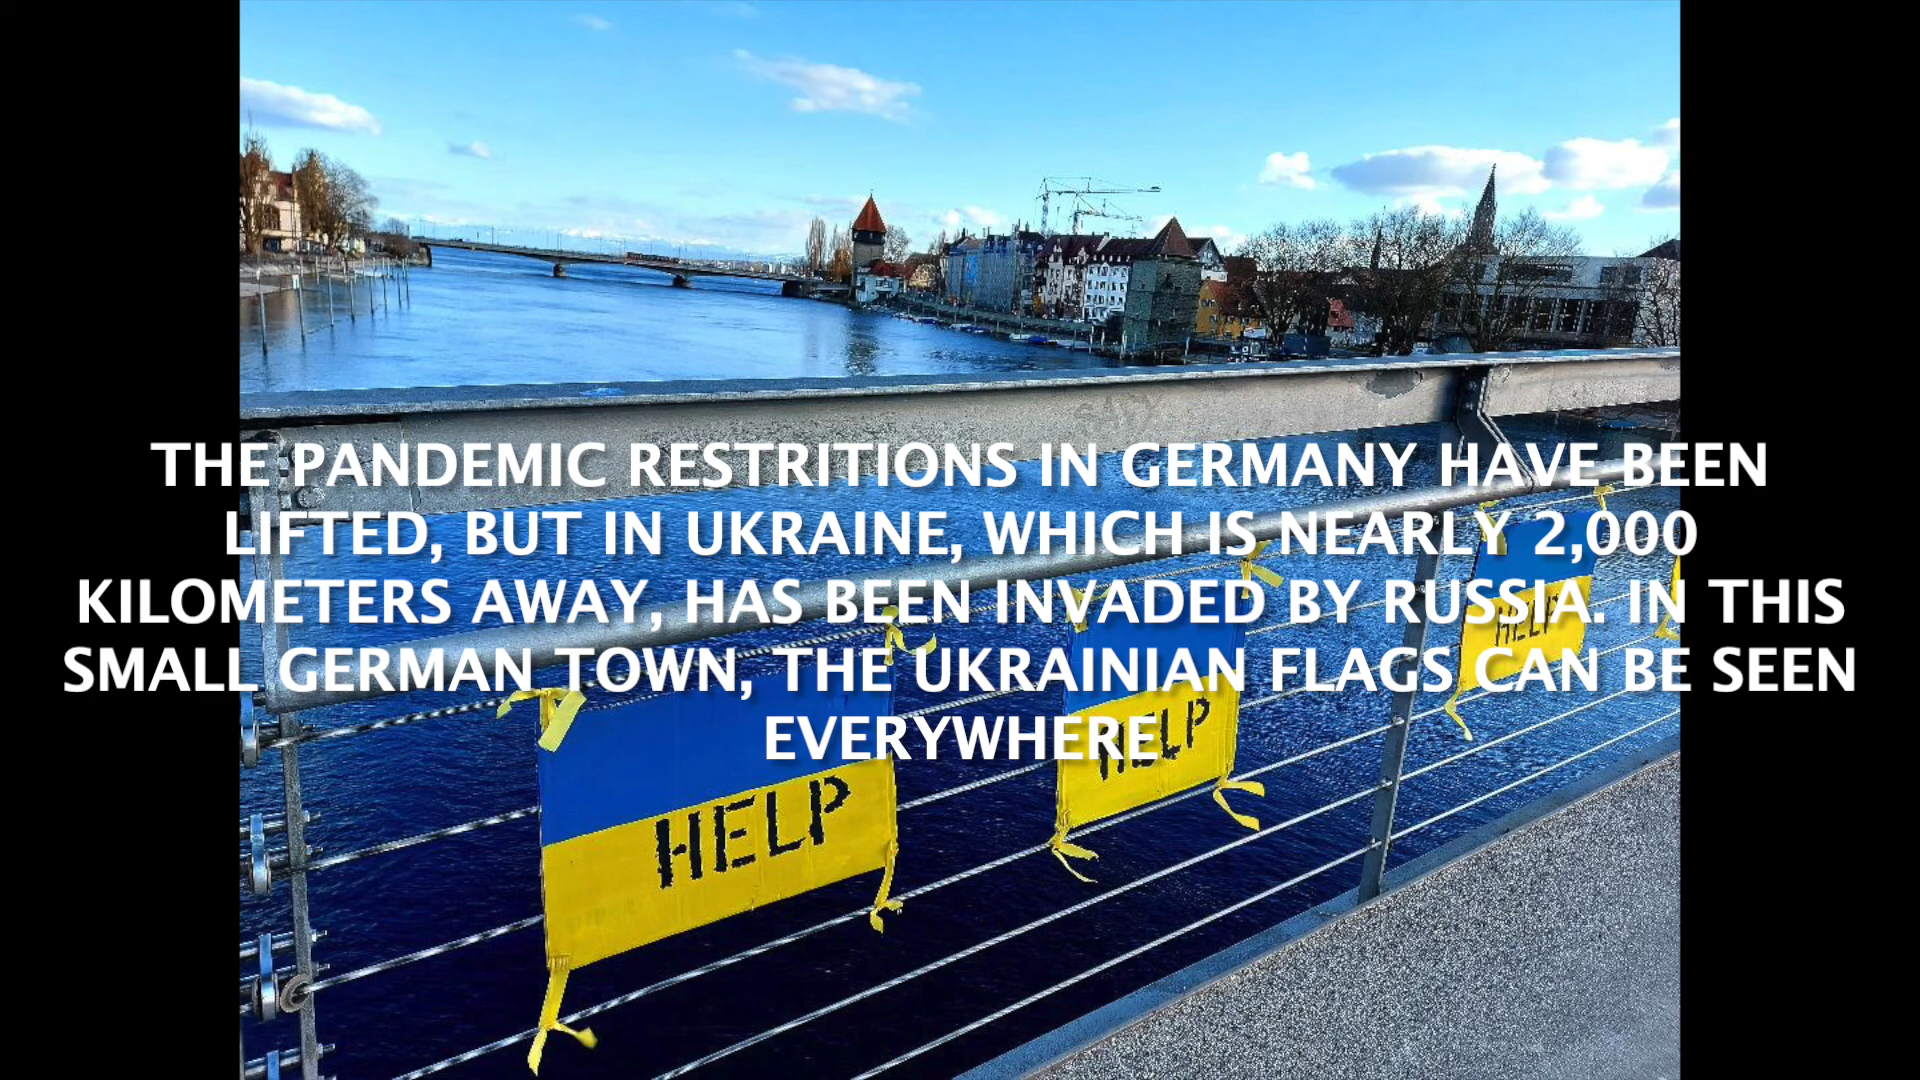 THE PANDEMIC RESTRITIONS IN GERMANY HAVE BEEN
LIFTED, BUT IN UKRAINE, WHICH IS NEARLY 2,000
KILOMETERS AWAY, HAS BEEN INVADED BY RUSSIA. IN THIS
SMALL GERMAN TOWN, THE UKRAINIAN FLAGS CAN BE SEEN
EVERYWHERE
HELP
HELP
HELP